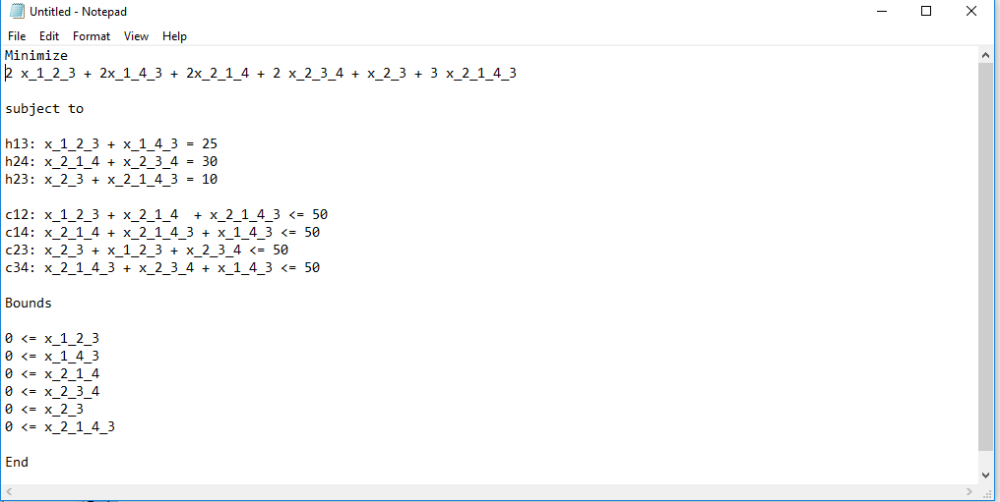 Untitled - Notepad
File Edit Format View Help
Minimize
2 x_1_2_3 + 2x_1_4_3 + 2x_2_1_4 + 2 x_2_3_4 + x_2_3 + 3 x_2_1_4_3
subject to
h13: x_1_2_3 + x_1_4_3 = 25
h24: x_2_1_4 + x_2_3_4 = 30
h23: x_2_3 + x_2_1_4_3 = 10
c12: x_1_2_3 + x_2_1_4  + x_2_1_4_3 <= 50
c14: x_2_1_4 + x_2_1_4_3 + x_1_4_3 <= 50
c23: x_2_3 + x_1_2_3 + x_2_3_4 <= 50
c34: x_2_1_4_3 + x_2_3_4 + x_1_4_3 <= 50
Bounds
0 <= x_1_2_3
0 <= x_1_4_3
0 <= x_2_1_4
0 <= x_2_3_4
0 <= x_2_3
0 <= x_2_1_4_3
End